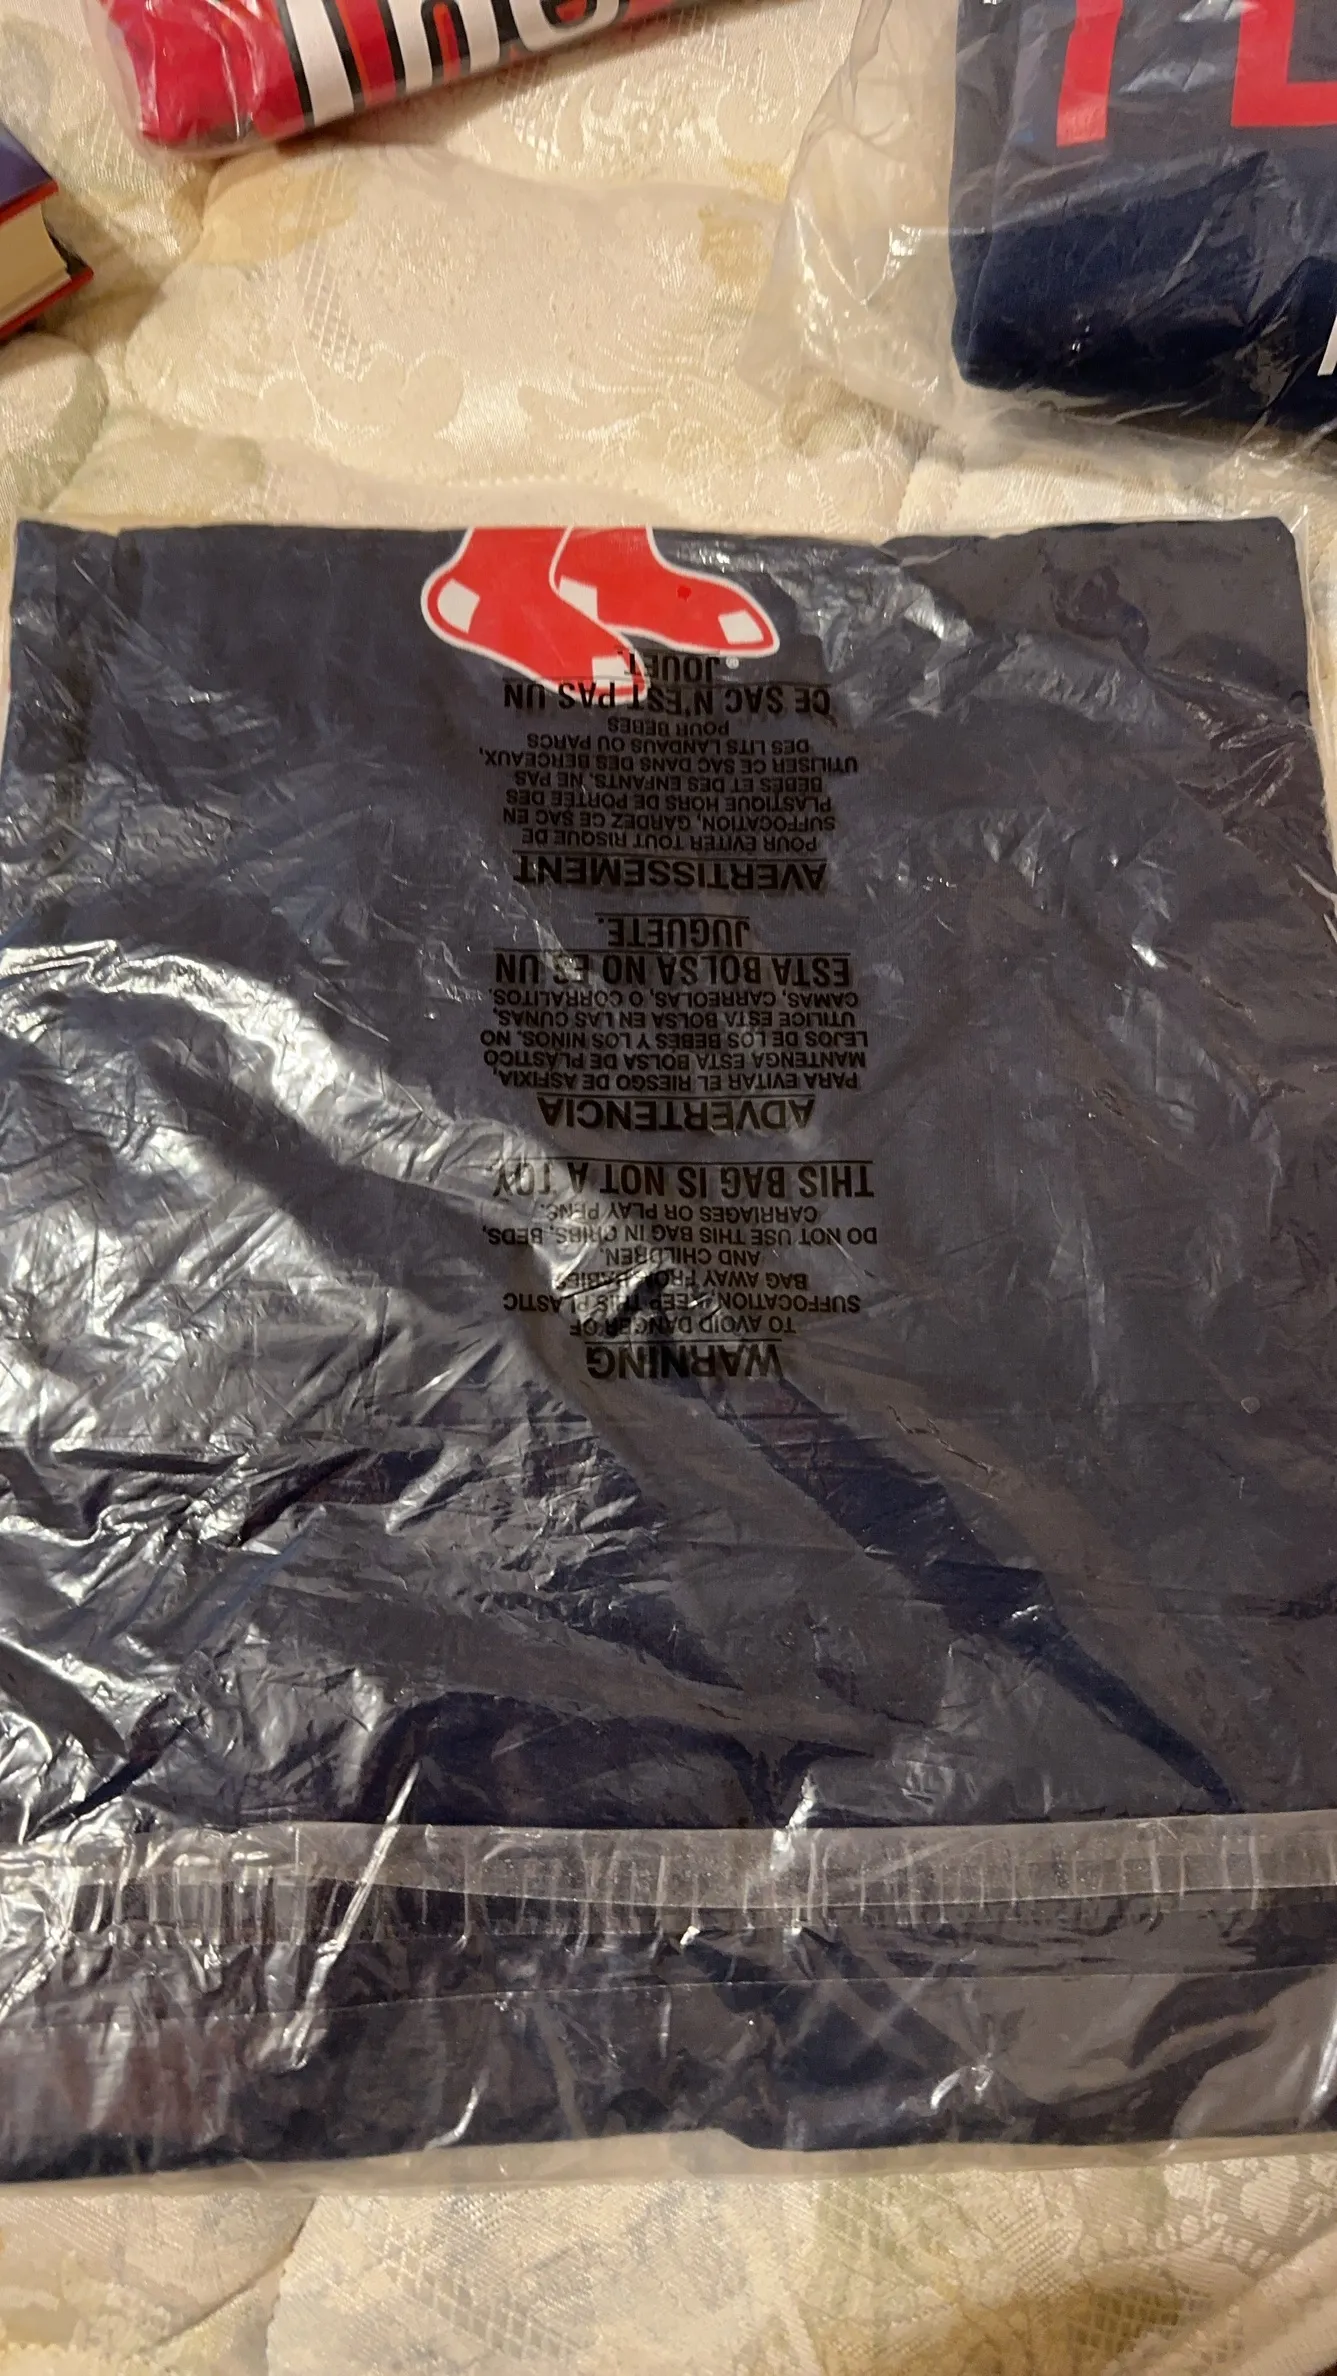 The
WARNING
TO AVOID DANGER OF
SUFFOCATION, KEEP THIS PLASTIC
BAG AWAY FROM BABIES
AND CHILDREN.
DO NOT USE THIS BAG IN CRIBS, BEDS,
CARRIAGES OR PLAY PENS.
THIS BAG IS NOT A TOY.
ADVERTENCIA
PARA EVITAR EL RIESGO DE ASFIXIA,
MANTENGA ESTA BOLSA DE PLASTICO
LEJOS DE LOS BEBES Y LOS NINOS, NO
UTILICE ESTA BOLSA EN LAS CUNAS,
CAMAS, CARREOLAS, O CORRALITOS.
ESTA BOLSA NO ES UN
JUGUETE.
AVERTISSEMENT
POUR EVITER TOUT RISQUE DE
SUFFOCATION, GARDEZ CE SAC EN
PLASTIQUE HORS DE PORTEE DES
BEBES ET DES ENFANTS, NE PAS
UTILISER CE SAC DANS DES BERCEAUX,
DES LITS LANDAUS OU PARCS
POUR BEBES
CE SAC N'EST PAS UN
JOUET.
®